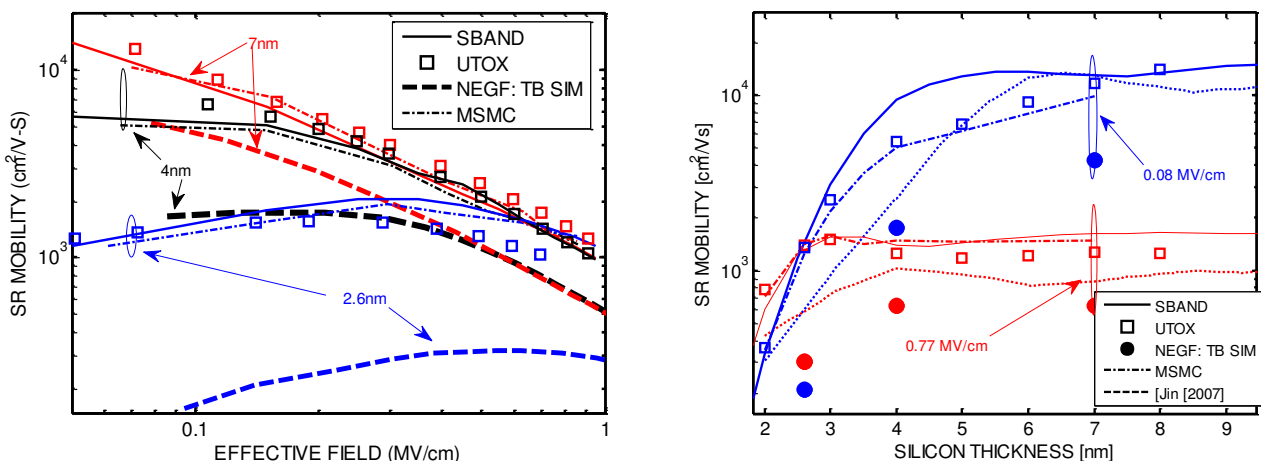 SR MOBILITY (cm²/V-S)
10⁴
10³
0.1
1
EFFECTIVE FIELD (MV/cm)
7nm
4nm
2.6nm
SBAND
UTOX
NEGF: TB SIM
MSMC
SR MOBILITY [cm²/Vs]
10⁴
10³
2 3 4 5 6 7 8 9
SILICON THICKNESS [nm]
0.08 MV/cm
0.77 MV/cm
SBAND
UTOX
NEGF: TB SIM
MSMC
[Jin [2007]